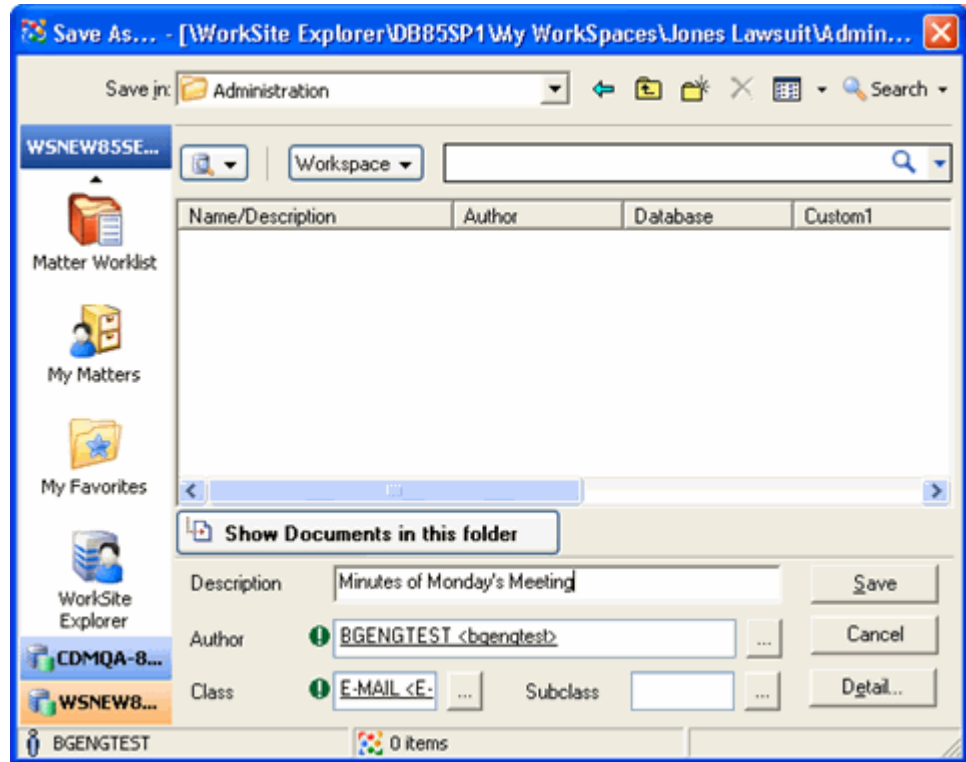 Save As... - [\WorkSite Explorer\DB85SP1\My WorkSpaces\Jones Lawsuit\Admin...
Save in: Administration Search
WSNEW85SE...
Workspace
Name/Description Author Database Custom1
Matter Worklist
My Matters
My Favorites
WorkSite
Explorer
CDMQA-8...
WSNEW8...
Show Documents in this folder
Description Minutes of Monday's Meeting Save
Author BGENGTEST <bgengtest> ... Cancel
Class E-MAIL <E- ... Subclass ... Detail...
BGENGTEST 0 items